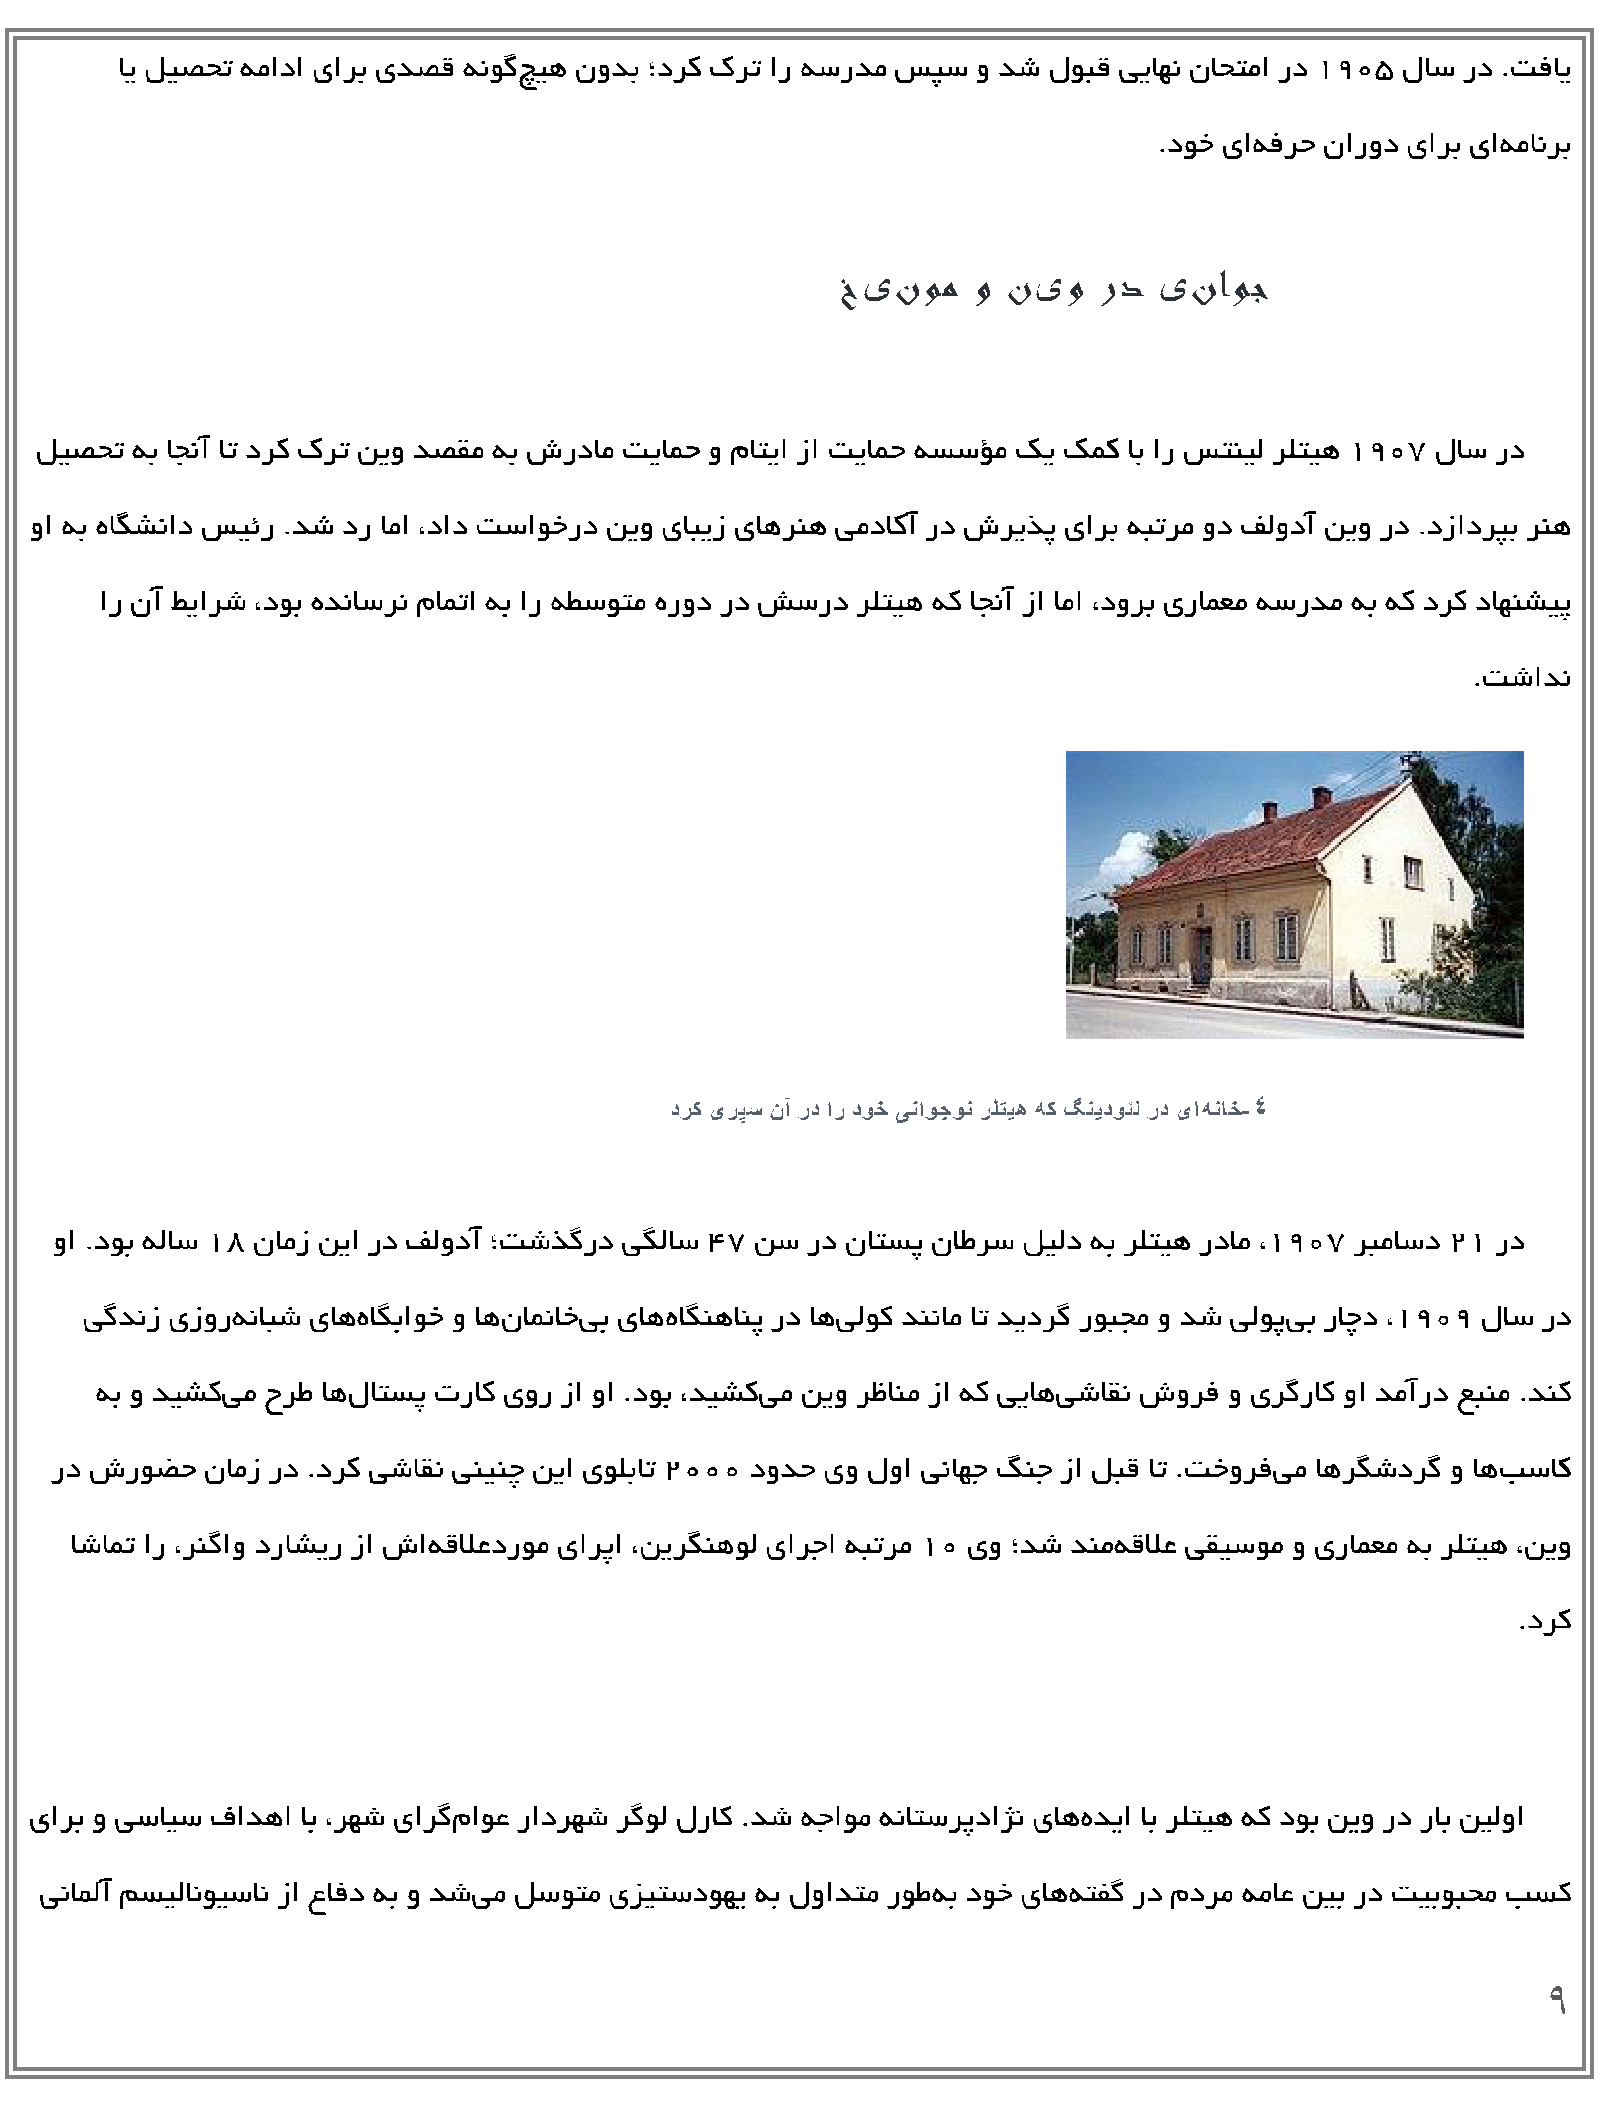 یافت. در سال ۱۹۰۵ در امتحان نهایی قبول شد و سپس مدرسه را ترک کرد؛ بدون هیچ‌گونه قصدی برای ادامه تحصیل یا
برنامه‌ای برای دوران حرفه‌ای خود.
جوانی در وین و مونیخ
در سال ۱۹۰۷ هیتلر لینتس را با کمک یک مؤسسه حمایت از ایتام و حمایت مادرش به مقصد وین ترک کرد تا آنجا به تحصیل
هنر بپردازد. در وین آدولف دو مرتبه برای پذیرش در آکادمی هنرهای زیبای وین درخواست داد، اما رد شد. رئیس دانشگاه به او
پیشنهاد کرد که به مدرسه معماری برود، اما از آنجا که هیتلر درسش در دوره متوسطه را به اتمام نرسانده بود، شرایط آن را
نداشت.
٤ -خانه‌ای در لئودینگ که هیتلر نوجوانی خود را در آن سپری کرد
در ۲۱ دسامبر ۱۹۰۷، مادر هیتلر به دلیل سرطان پستان در سن ۴۷ سالگی درگذشت؛ آدولف در این زمان ۱۸ ساله بود. او
در سال ۱۹۰۹، دچار بی‌پولی شد و مجبور گردید تا مانند کولی‌ها در پناهنگاه‌های بی‌خانمان‌ها و خوابگاه‌های شبانه‌روزی زندگی
کند. منبع درآمد او کارگری و فروش نقاشی‌هایی که از مناظر وین می‌کشید، بود. او از روی کارت پستال‌ها طرح می‌کشید و به
کاسب‌ها و گردشگرها می‌فروخت. تا قبل از جنگ جهانی اول وی حدود ۲۰۰۰ تابلوی این چنینی نقاشی کرد. در زمان حضورش در
وین، هیتلر به معماری و موسیقی علاقه‌مند شد؛ وی ۱۰ مرتبه اجرای لوهنگرین، اپرای موردعلاقه‌اش از ریشارد واگنر، را تماشا
کرد.
اولین بار در وین بود که هیتلر با ایده‌های نژادپرستانه مواجه شد. کارل لوگر شهردار عوام‌گرای شهر، با اهداف سیاسی و برای
کسب محبوبیت در بین عامه مردم در گفته‌های خود به‌طور متداول به یهودستیزی متوسل می‌شد و به دفاع از ناسیونالیسم آلمانی
۹